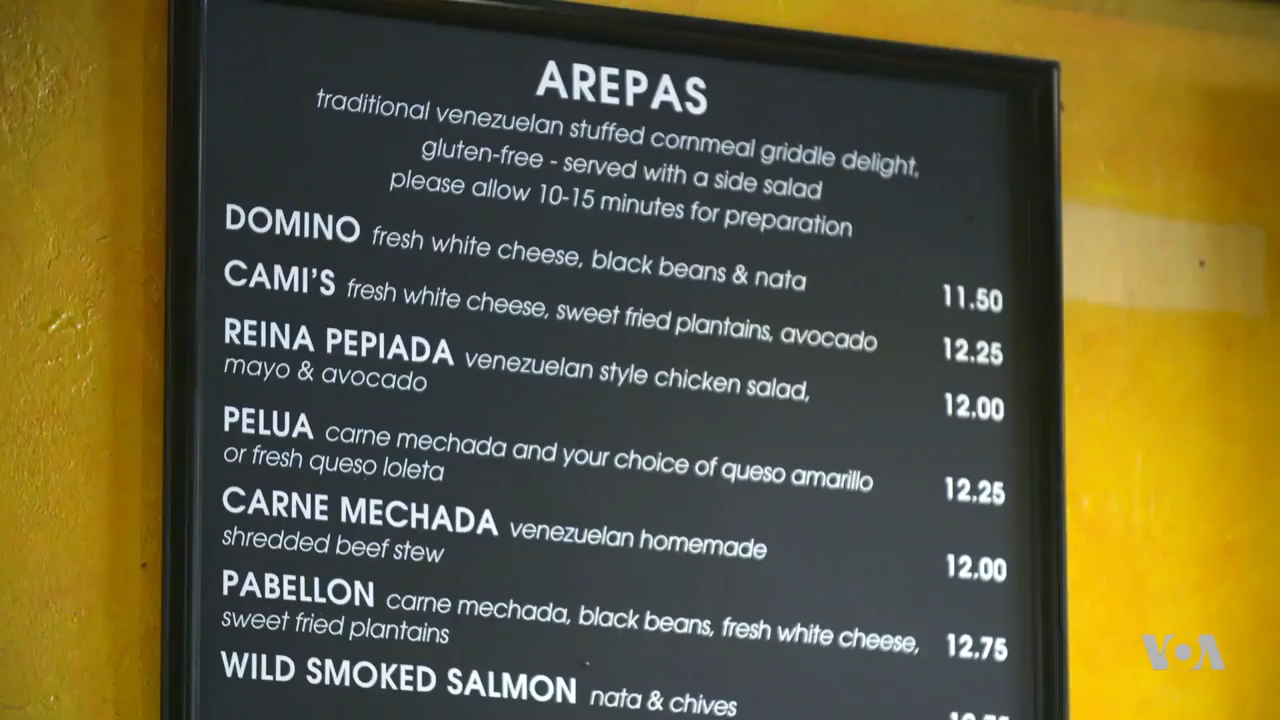 AREPAS
traditional venezuelan stuffed cornmeal griddle delight,
gluten-free - served with a side salad
please allow 10-15 minutes for preparation
DOMINO fresh white cheese, black beans & nata 11.50
CAMI'S fresh white cheese, sweet fried plantains, avocado 12.25
REINA PEPIADA venezuelan style chicken salad, 12.00
mayo & avocado
PELUA carne mechada and your choice of queso amarillo 12.25
or fresh queso loleta
CARNE MECHADA venezuelan homemade 12.00
shredded beef stew
PABELLON carne mechada, black beans, fresh white cheese, 12.75
sweet fried plantains
WILD SMOKED SALMON nata & chives
VOA